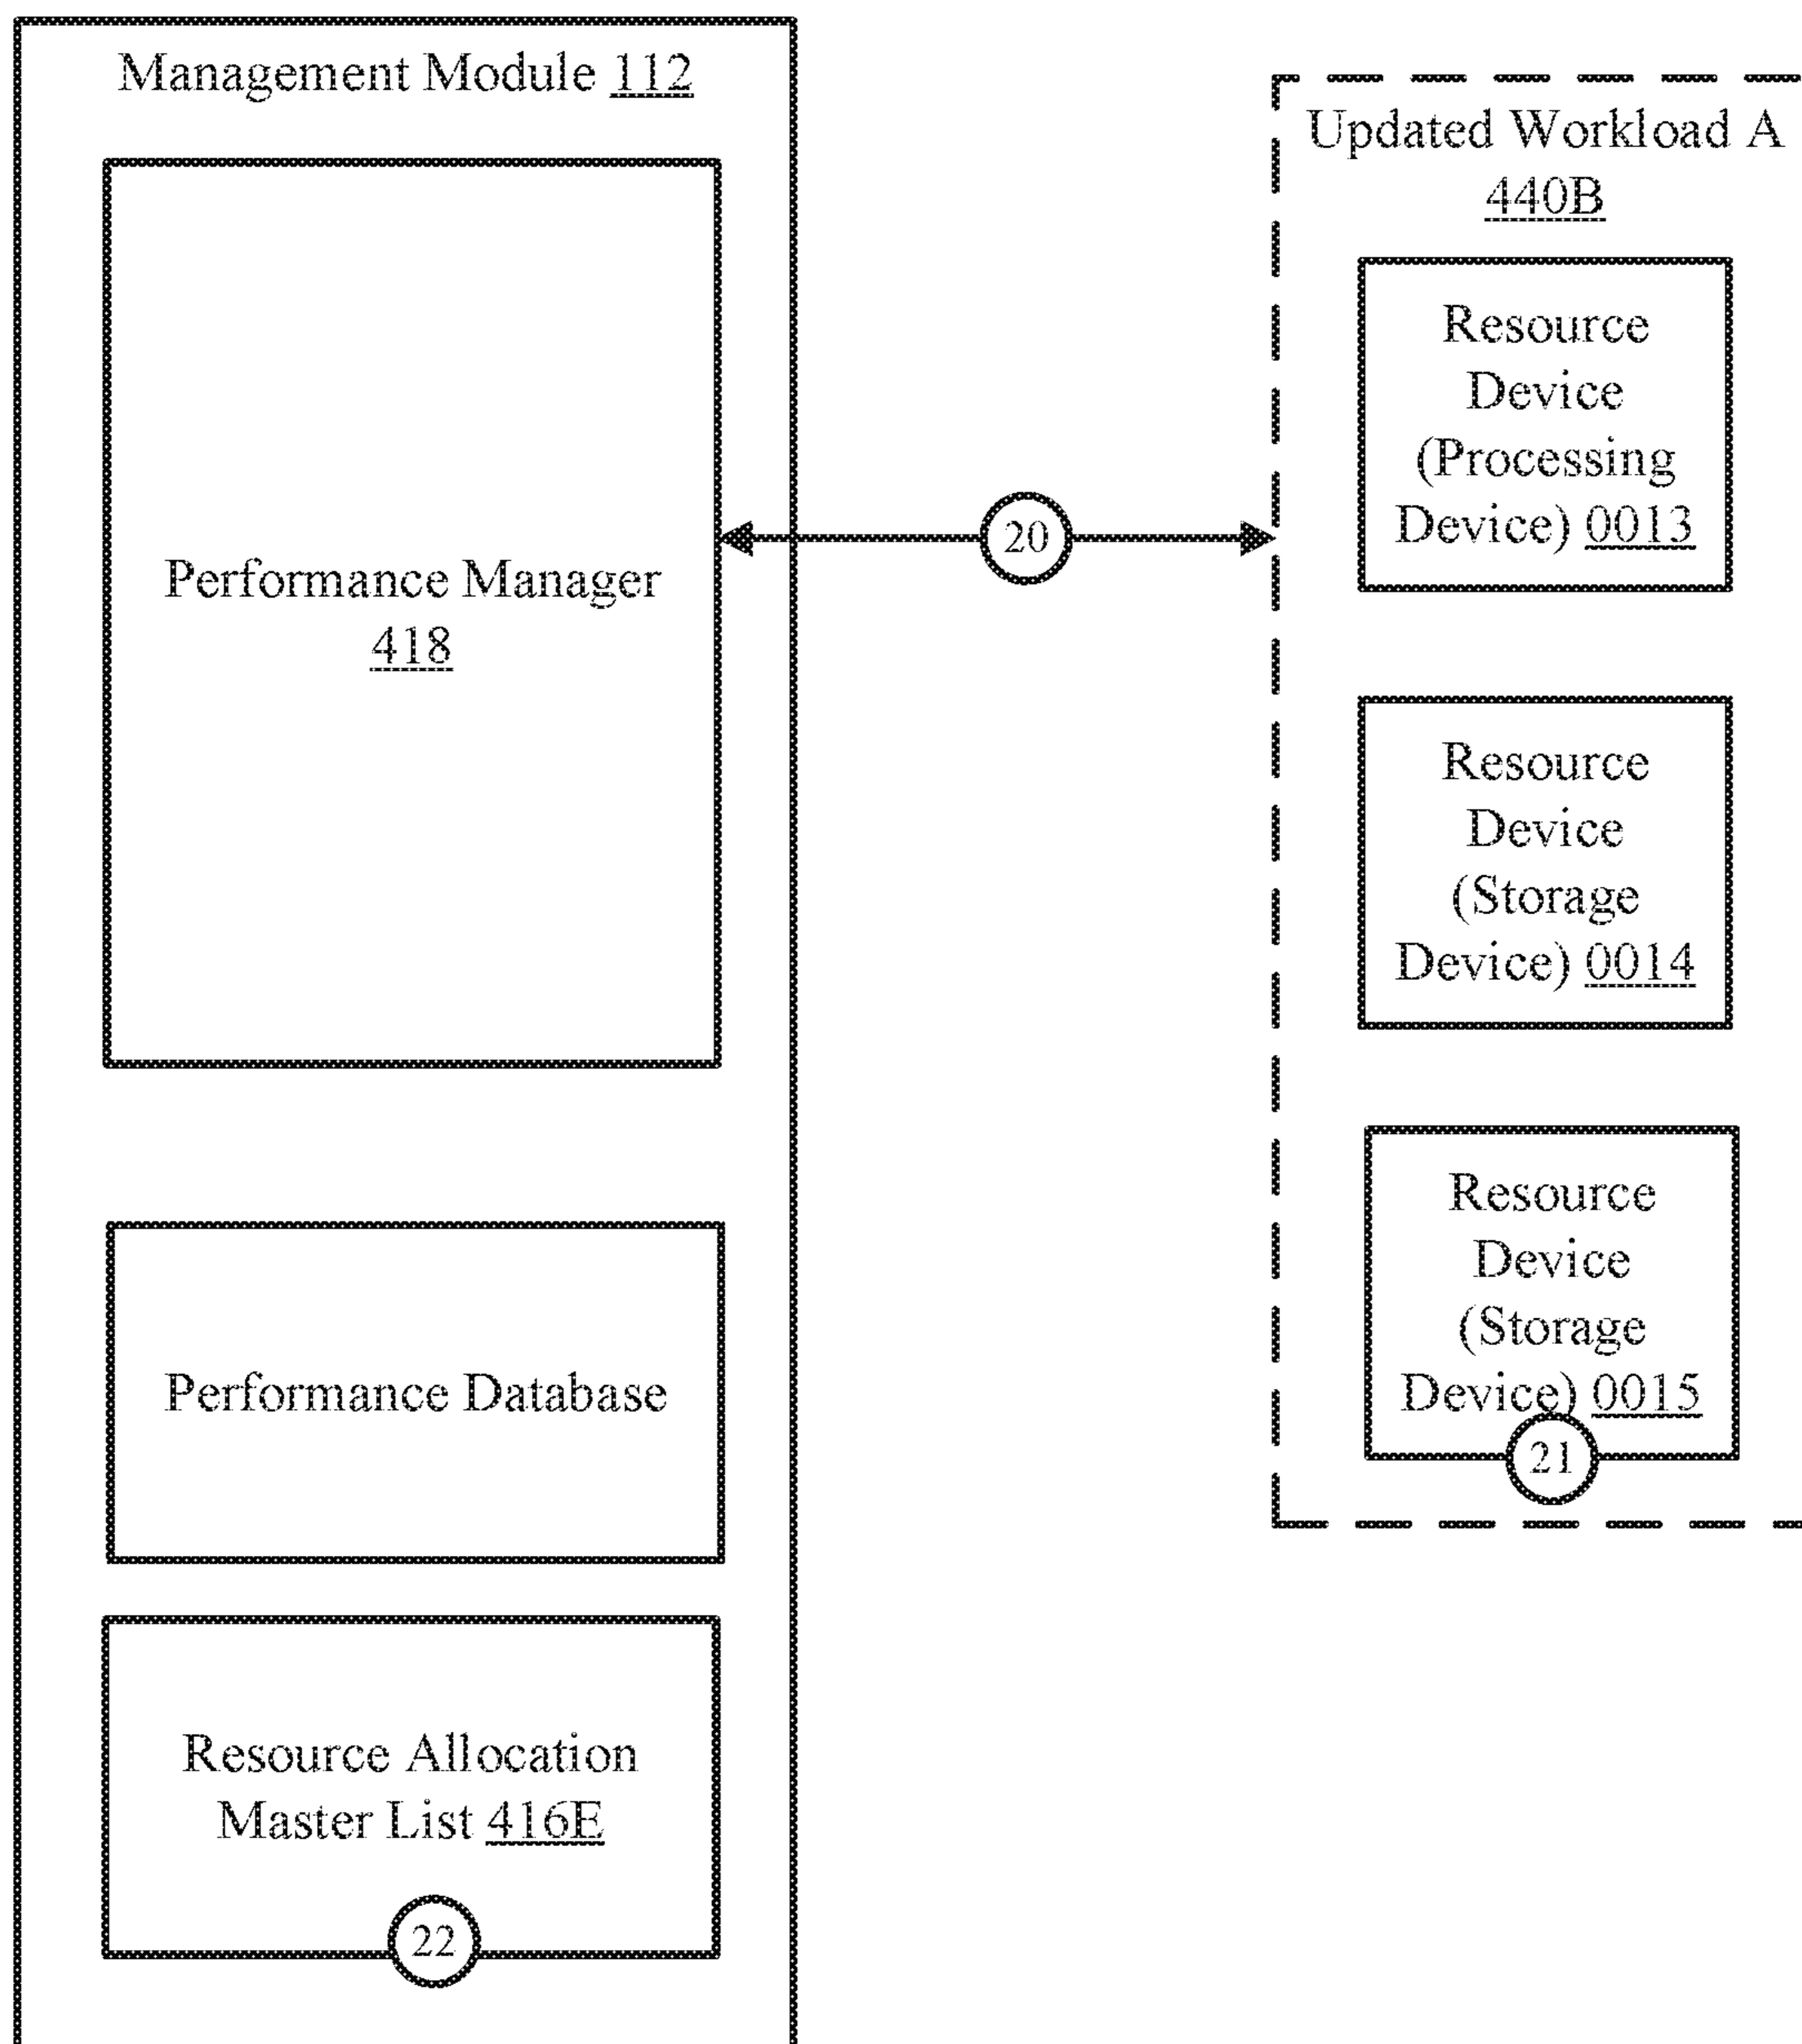 Management Module 112
Performance Manager
418
Performance Database
Resource Allocation
Master List 416E
22
20
Updated Workload A
440B
Resource
Device
(Processing
Device) 0013
Resource
Device
(Storage
Device) 0014
Resource
Device
(Storage
Device) 0015
21